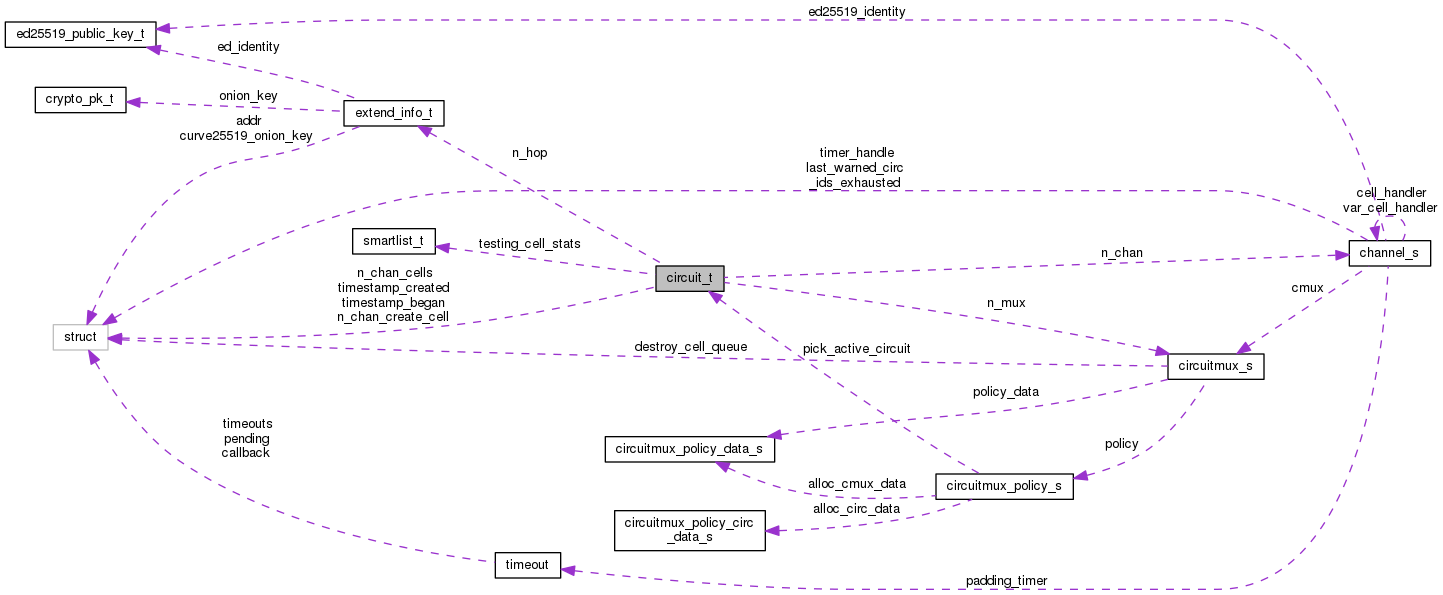 ed25519_identity
ed25519_public_key_t
ed_identity
crypto_pk_t
onion_key
extend_info_t
addr
curve25519_onion_key
n_hop
timer_handle
last_warned_circ
_ids_exhausted
cell_handler
var_cell_handler
smartlist_t
testing_cell_stats
circuit_t
n_chan
channel_s
n_chan_cells
timestamp_created
timestamp_began
n_chan_create_cell
cmux
n_mux
struct
destroy_cell_queue
pick_active_circuit
circuitmux_s
policy_data
timeouts
pending
callback
circuitmux_policy_data_s
policy
alloc_cmux_data
circuitmux_policy_s
alloc_circ_data
circuitmux_policy_circ
_data_s
timeout
padding_timer